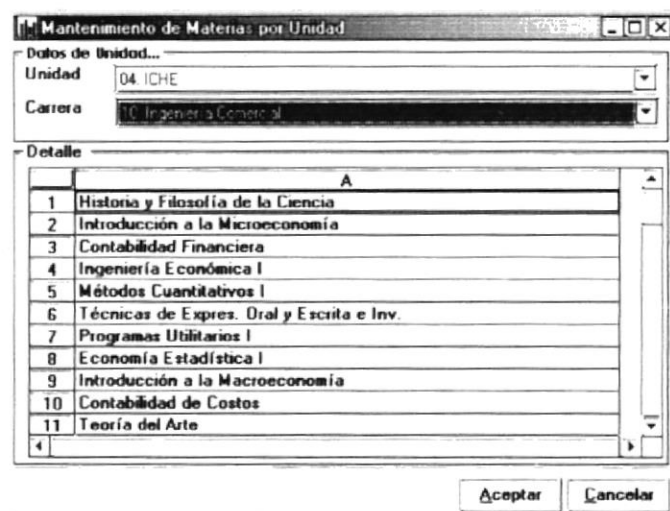 Mantenimiento de Materias por Unidad
Datos de Unidad...
Unidad 04. ICHE
Carrera 10. Ingeniería Comercial
Detalle
A
1 Historia y Filosofía de la Ciencia
2 Introducción a la Microeconomía
3 Contabilidad Financiera
4 Ingeniería Económica I
5 Métodos Cuantitativos I
6 Técnicas de Expres. Oral y Escrita e Inv.
7 Programas Utilitarios I
8 Economía Estadística I
9 Introducción a la Macroeconomía
10 Contabilidad de Costos
11 Teoría del Arte
Aceptar Cancelar